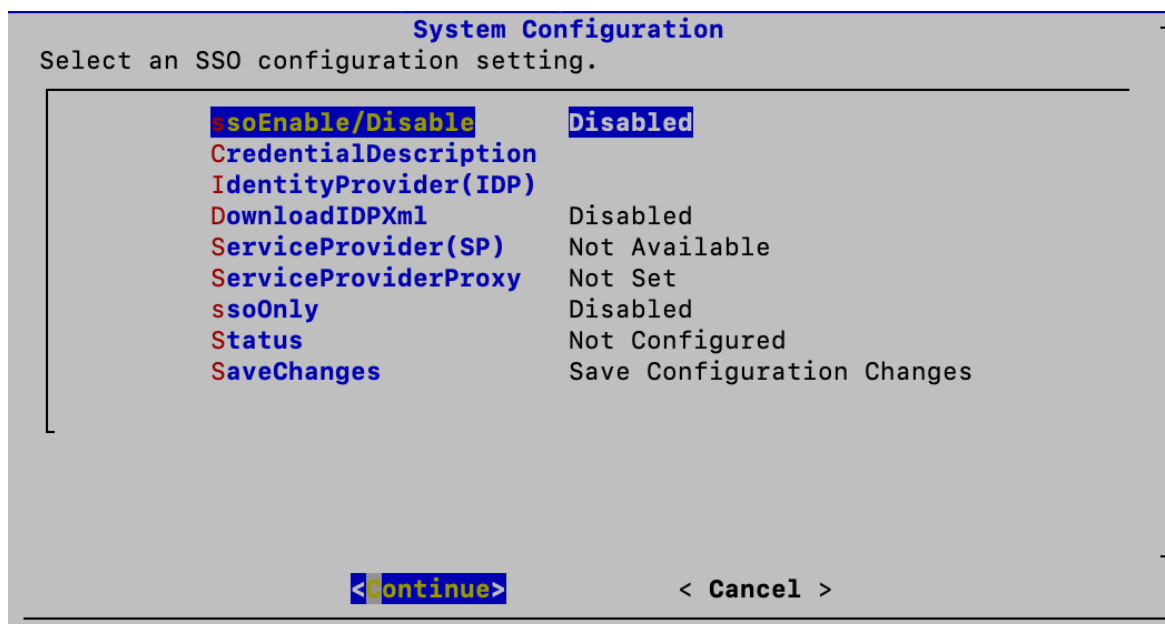 System Configuration
Select an SSO configuration setting.
ssoEnable/Disable Disabled
CredentialDescription
IdentityProvider(IDP)
DownloadIDPXml Disabled
ServiceProvider(SP) Not Available
ServiceProviderProxy Not Set
ssoOnly Disabled
Status Not Configured
SaveChanges Save Configuration Changes
<Continue> < Cancel >